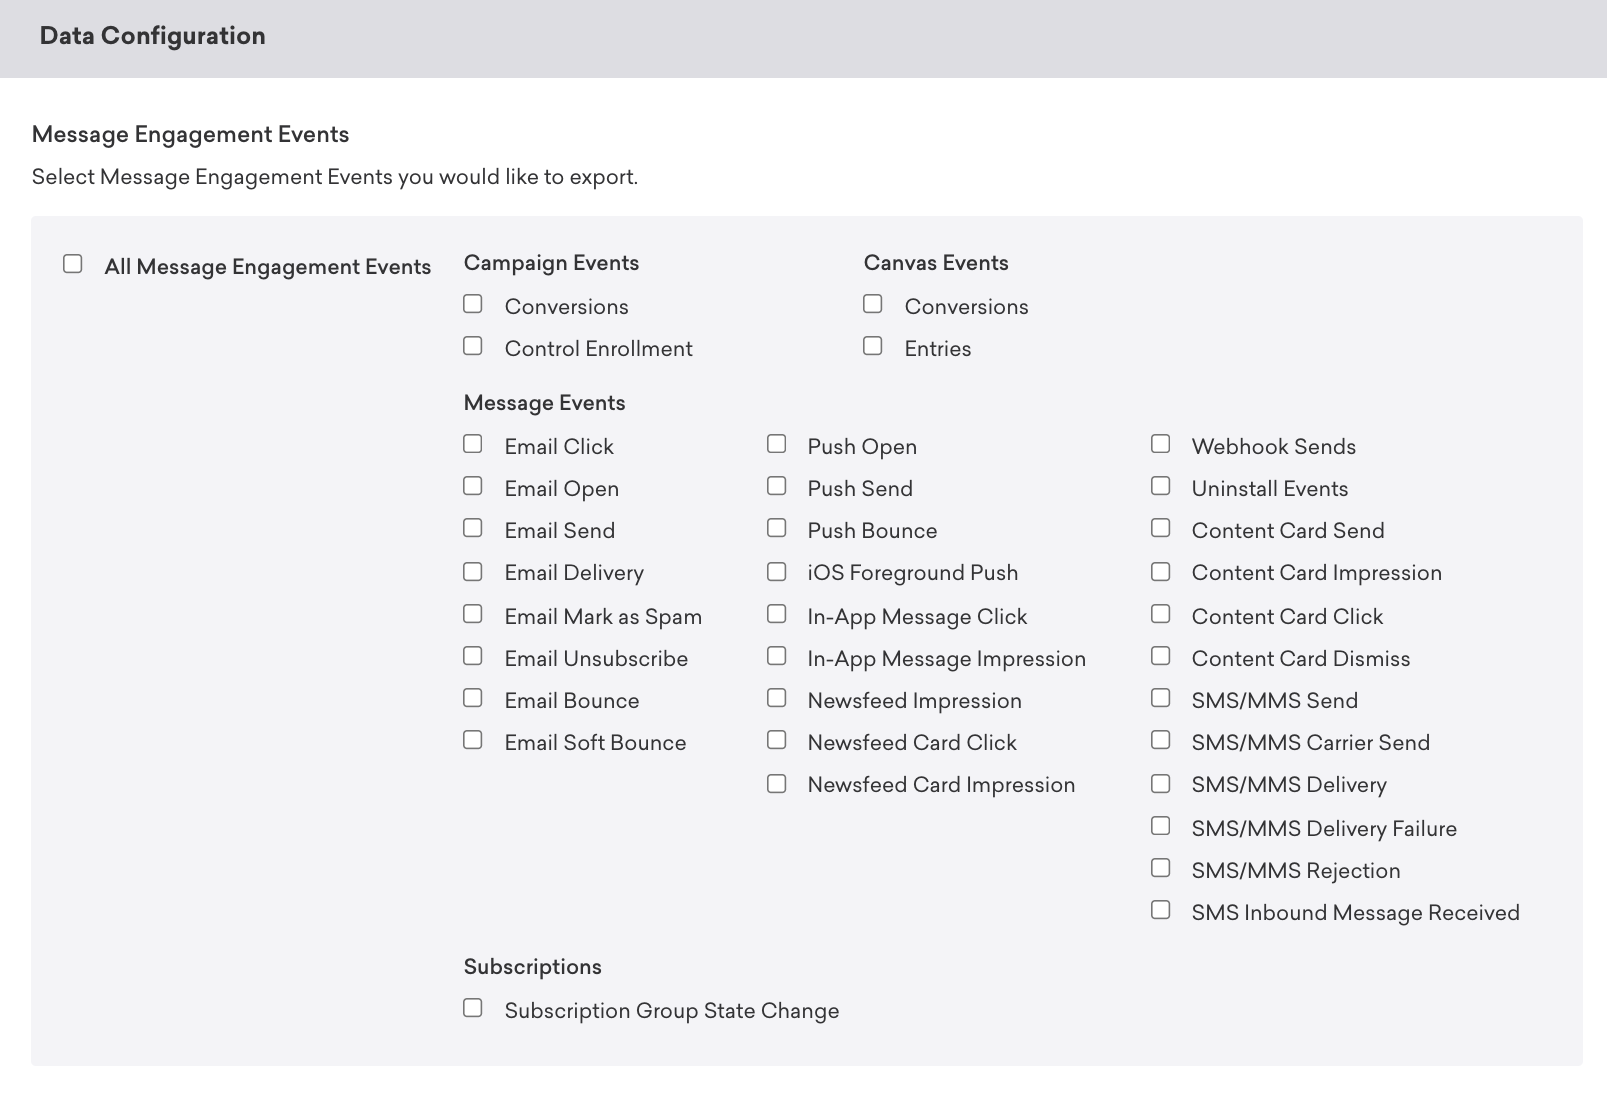 Data Configuration
Message Engagement Events
Select Message Engagement Events you would like to export.
All Message Engagement Events
Campaign Events
Conversions
Control Enrollment
Canvas Events
Conversions
Entries
Message Events
Email Click
Email Open
Email Send
Email Delivery
Email Mark as Spam
Email Unsubscribe
Email Bounce
Email Soft Bounce
Push Open
Push Send
Push Bounce
iOS Foreground Push
In-App Message Click
In-App Message Impression
Newsfeed Impression
Newsfeed Card Click
Newsfeed Card Impression
Webhook Sends
Uninstall Events
Content Card Send
Content Card Impression
Content Card Click
Content Card Dismiss
SMS/MMS Send
SMS/MMS Carrier Send
SMS/MMS Delivery
SMS/MMS Delivery Failure
SMS/MMS Rejection
SMS Inbound Message Received
Subscriptions
Subscription Group State Change